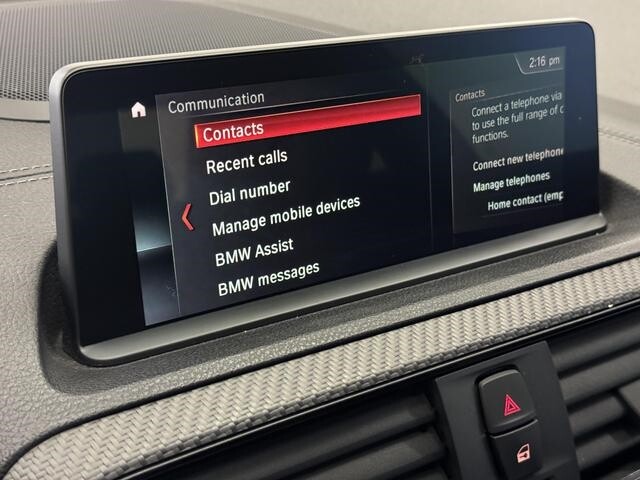 2:16 pm
Communication
Contacts
Recent calls
Dial number
Manage mobile devices
BMW Assist
BMW messages
Contacts
Connect a telephone via
to use the full range of
functions.
Connect new telephone
Manage telephones
Home contact (emp